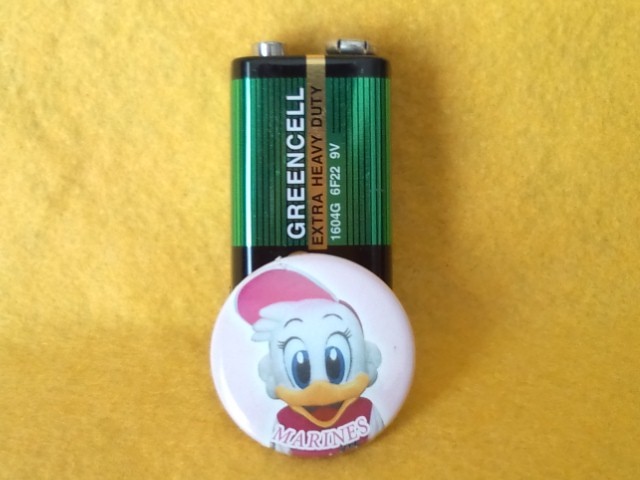 GREENCELL
EXTRA HEAVY DUTY
1604G 6F22 9V
MARINES